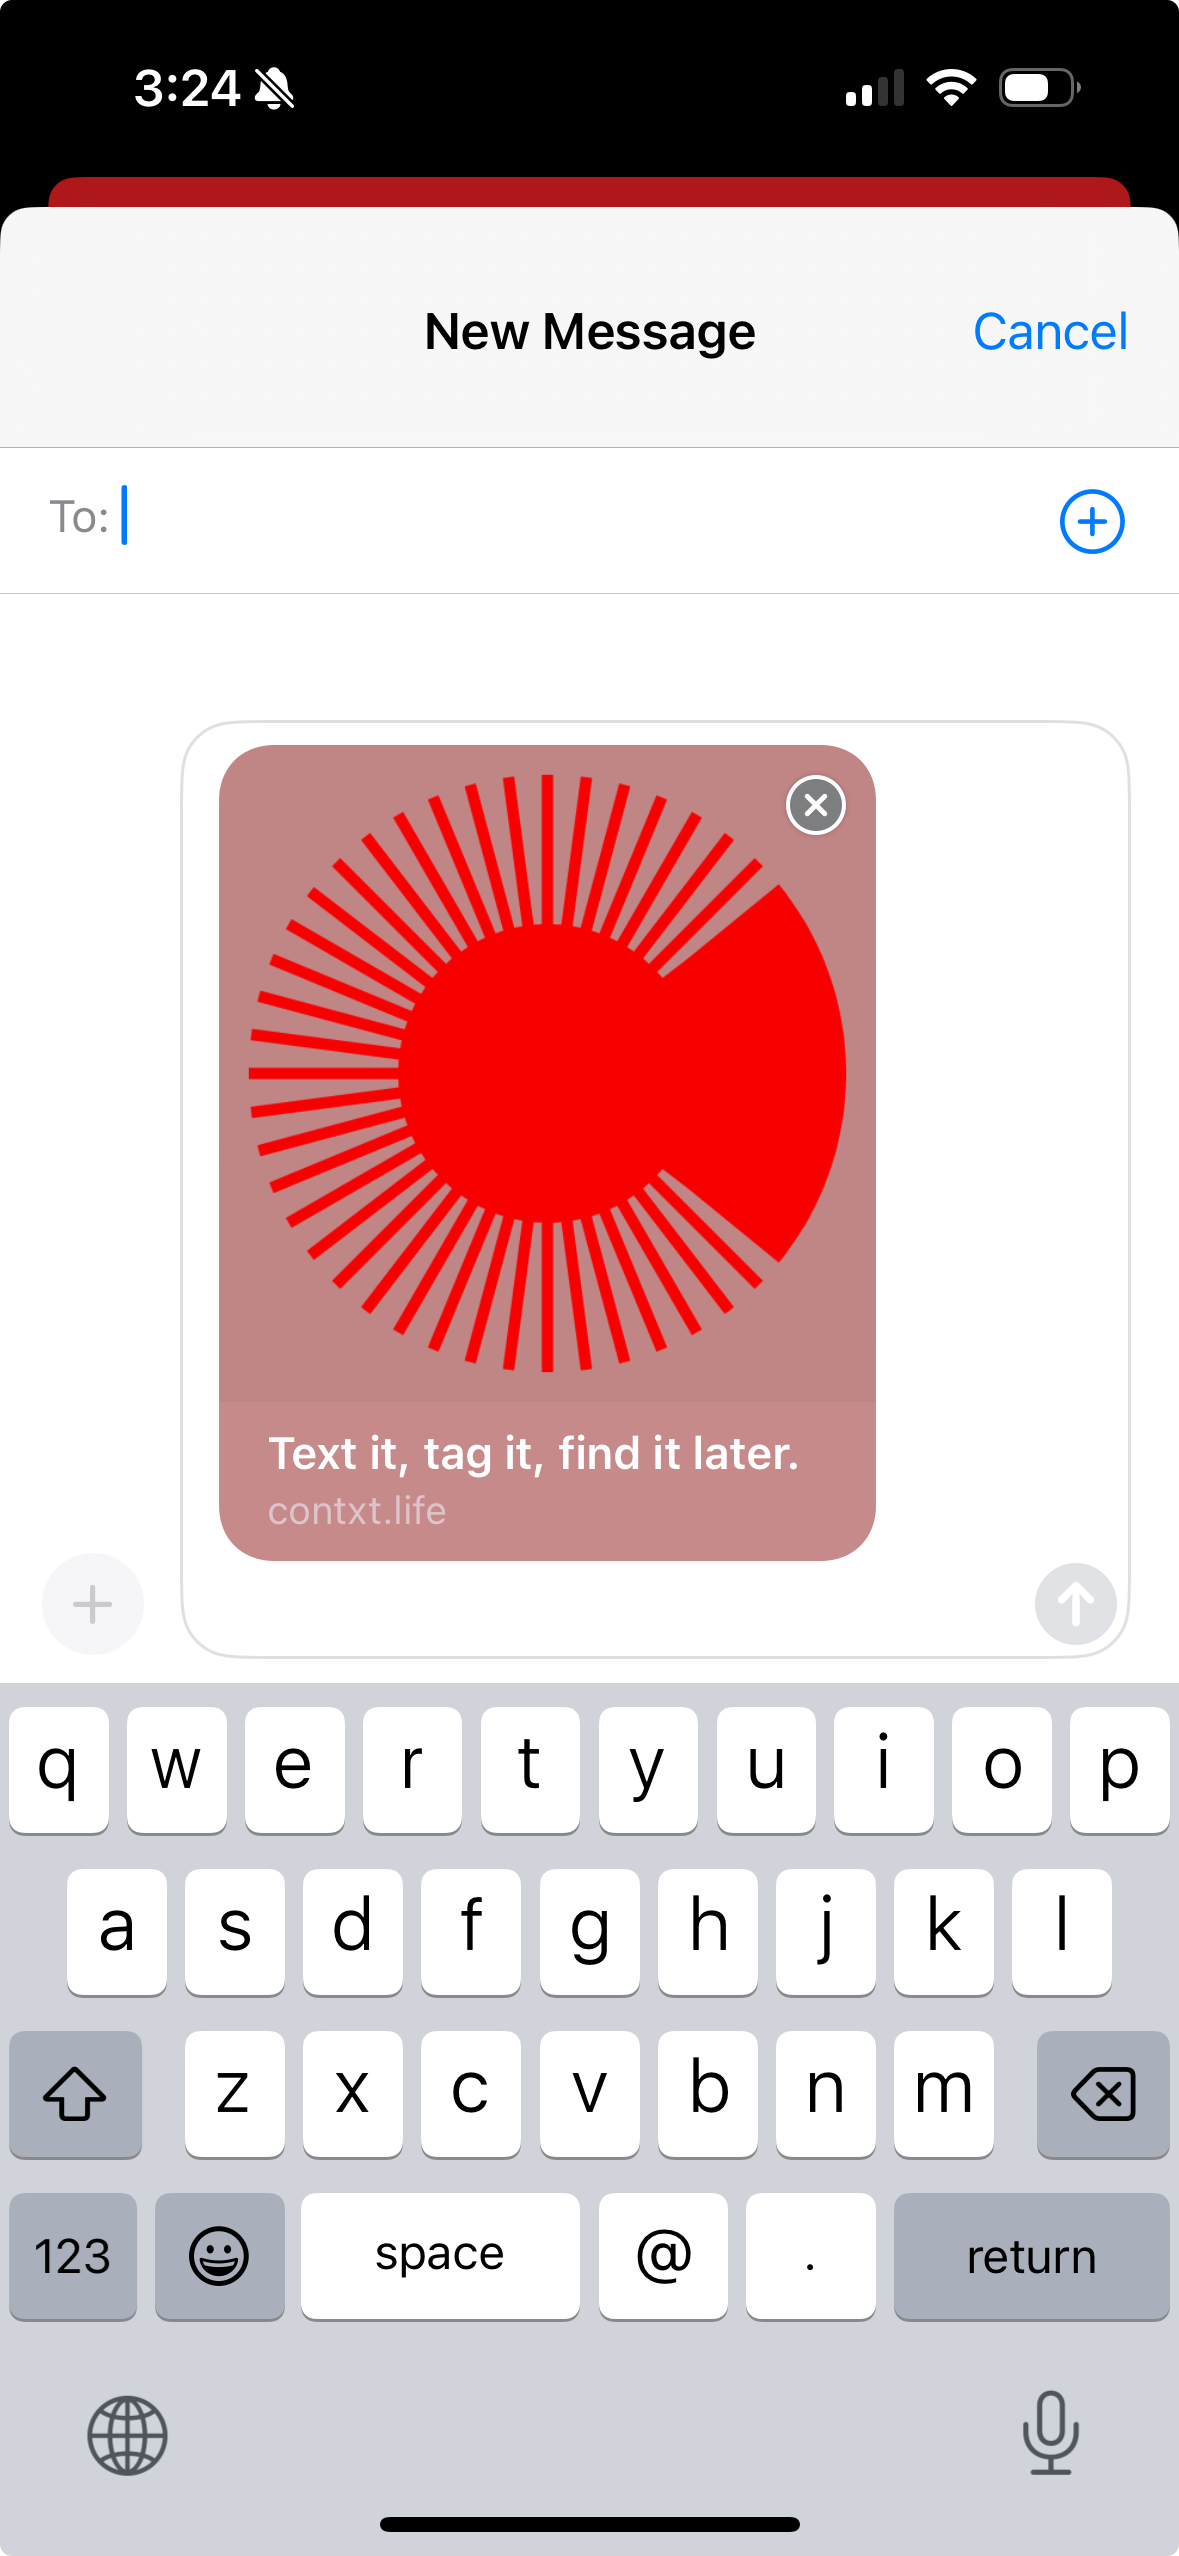 3:24
New Message
Cancel
To:
Text it, tag it, find it later.
contxt.life
q w e r t y u i o p
a s d f g h j k l
z x c v b n m
123 space @ . return